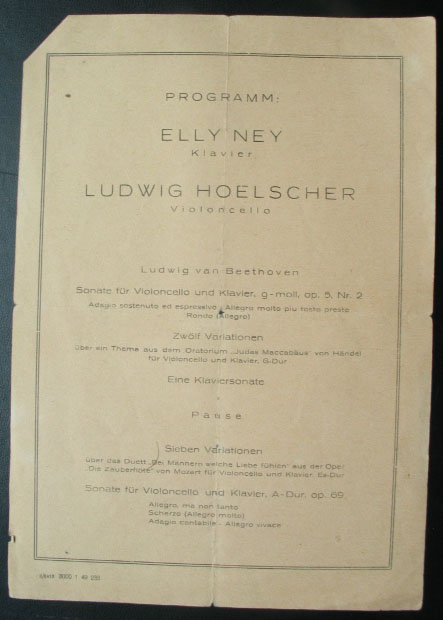 PROGRAMM:
ELLY NEY
Klavier
LUDWIG HOELSCHER
Violoncello
Ludwig van Beethoven
Sonate für Violoncello und Klavier, g-moll, op. 5, Nr. 2
Adagio sostenuto ed espressivo - Allegro molto piu tosto presto
Rondo (Allegro)
Zwölf Variationen
über ein Theme aus dem Oratorium „Judas Maccabäus" von Händel
für Violoncello und Klavier, G-Dur
Eine Klaviersonate
Pause
Sieben Variationen
über das Duett „Bei Männern welche Liebe fühlen" aus der Oper
„Die Zauberflöte" von Mozart für Violoncello und Klavier, Es-Dur
Sonate für Violoncello und Klavier, A-Dur, op. 69,
Allegro, ma non tanto
Scherzo (Allegro molto)
Adagio cantabile - Allegro vivace
3000 1 49